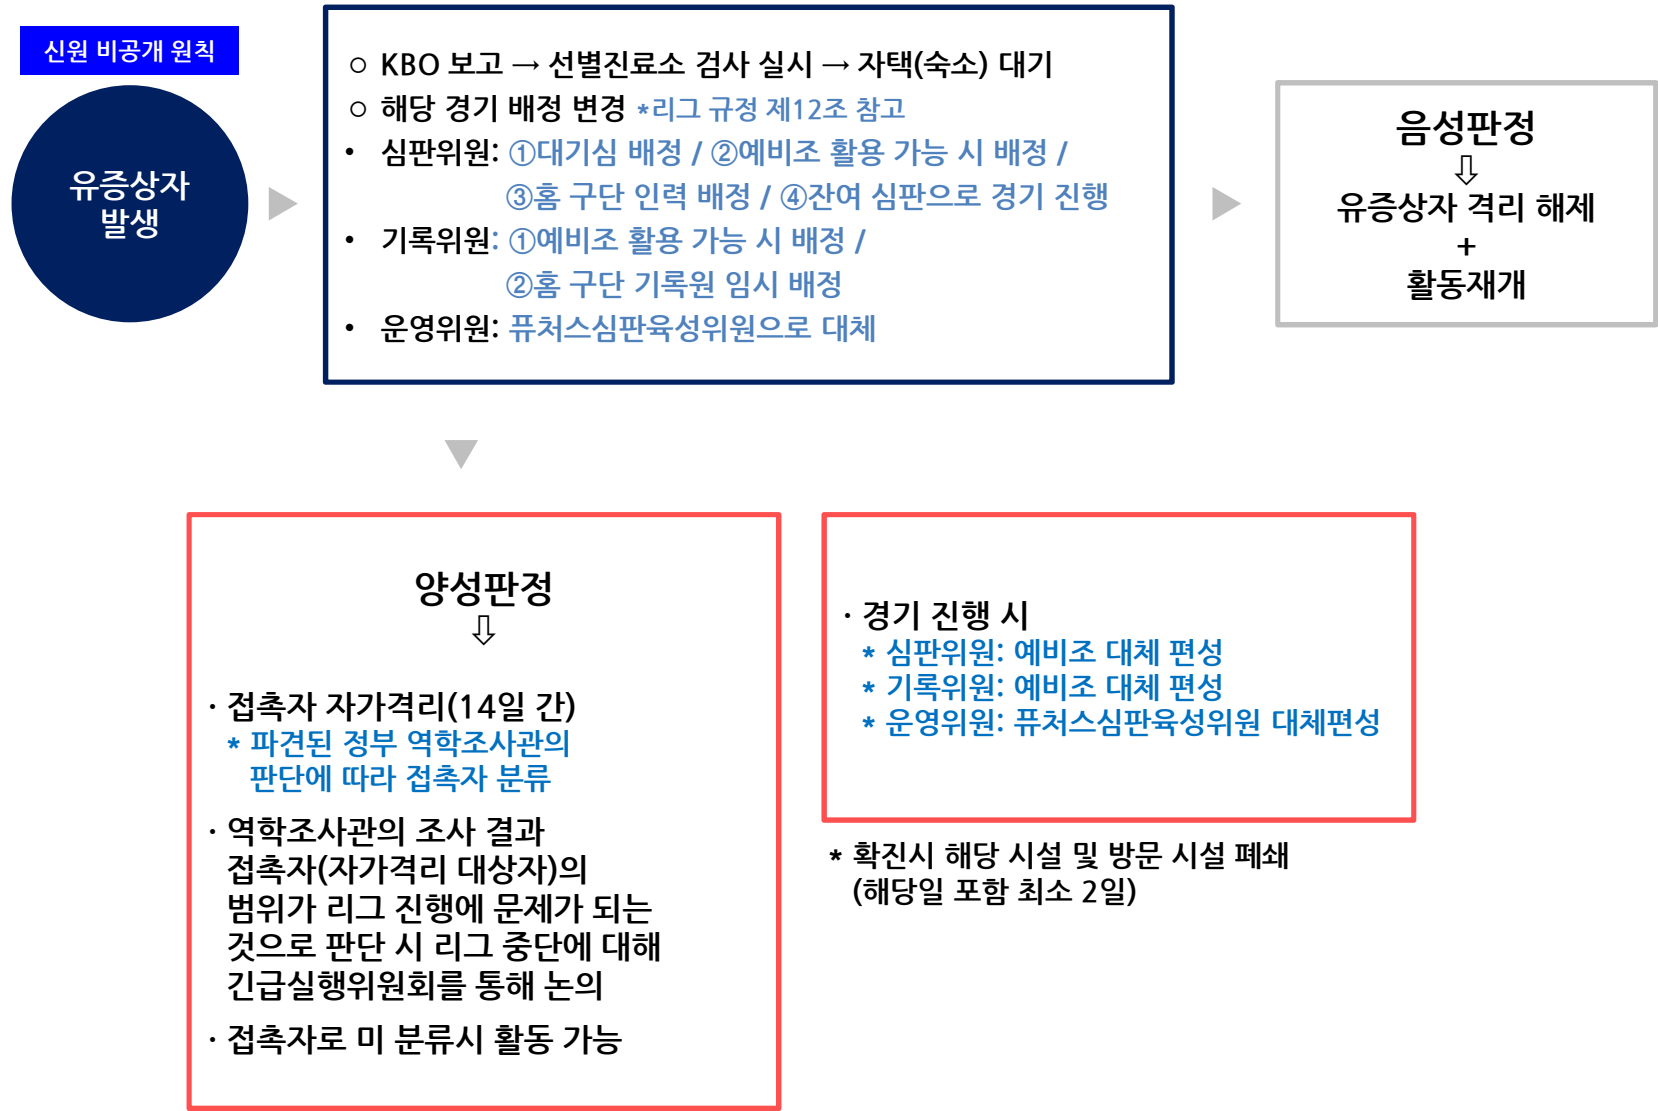 신원 비공개 원칙
유증상자
발생
○ KBO 보고 → 선별진료소 검사 실시 → 자택(숙소) 대기
○ 해당 경기 배정 변경 *리그 규정 제12조 참고
• 심판위원: ①대기심 배정 / ②예비조 활용 가능 시 배정 /
③홈 구단 인력 배정 / ④잔여 심판으로 경기 진행
• 기록위원: ①예비조 활용 가능 시 배정 /
②홈 구단 기록원 임시 배정
• 운영위원: 퓨처스심판육성위원으로 대체
음성판정
⇩
유증상자 격리 해제
+
활동재개
양성판정
⇩
· 접촉자 자가격리(14일 간)
* 파견된 정부 역학조사관의
판단에 따라 접촉자 분류
· 역학조사관의 조사 결과
접촉자(자가격리 대상자)의
범위가 리그 진행에 문제가 되는
것으로 판단 시 리그 중단에 대해
긴급실행위원회를 통해 논의
· 접촉자로 미 분류시 활동 가능
· 경기 진행 시
* 심판위원: 예비조 대체 편성
* 기록위원: 예비조 대체 편성
* 운영위원: 퓨처스심판육성위원 대체편성
* 확진시 해당 시설 및 방문 시설 폐쇄
(해당일 포함 최소 2일)